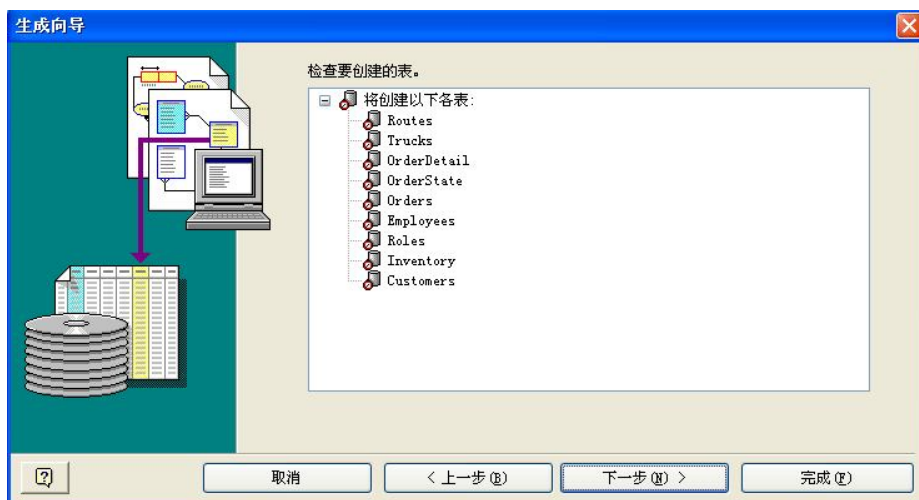 生成向导
检查要创建的表。
将创建以下各表:
Routes
Trucks
OrderDetail
OrderState
Orders
Employees
Roles
Inventory
Customers
取消
< 上一步(B)
下一步(N) >
完成(F)